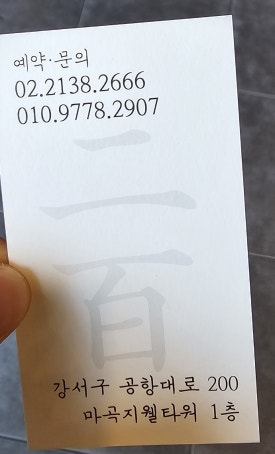 예약·문의
02.2138.2666
010.9778.2907
二
百
강서구 공항대로 200
마곡지웰타워 1층